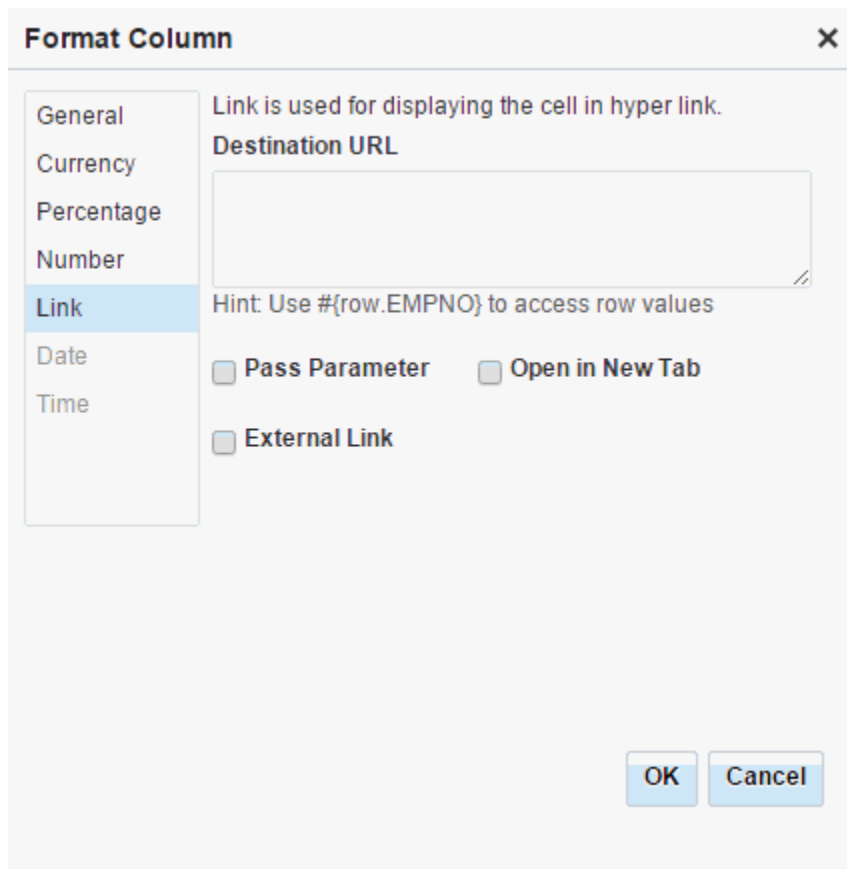 Format Column
General
Currency
Percentage
Number
Link
Date
Time
Link is used for displaying the cell in hyper link.
Destination URL
Hint: Use #{row.EMPNO} to access row values
Pass Parameter
Open in New Tab
External Link
OK
Cancel